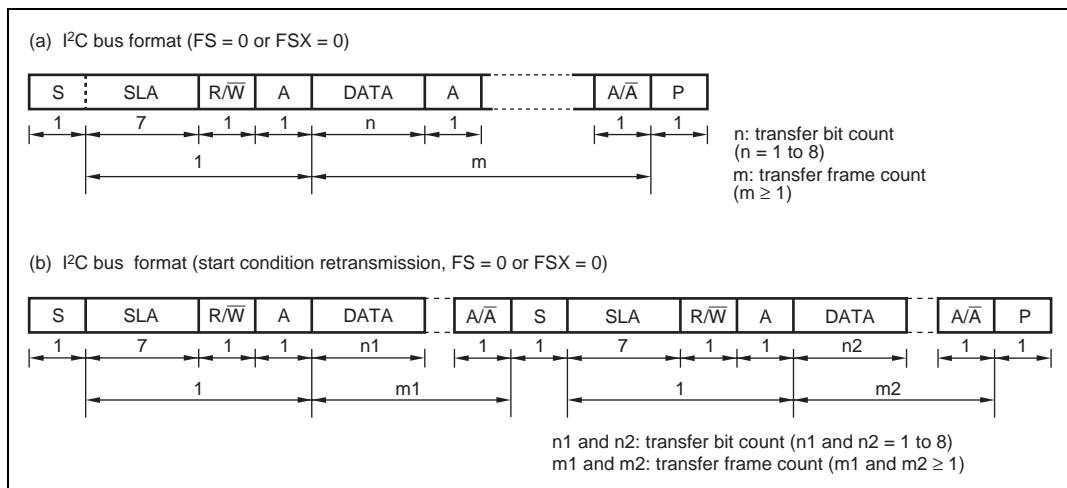 (a) I²C bus format (FS = 0 or FSX = 0)
S SLA R/W̅ A DATA A A/A̅ P
1 7 1 1 n 1 1 1
1 m
n: transfer bit count
(n = 1 to 8)
m: transfer frame count
(m ≥ 1)
(b) I²C bus format (start condition retransmission, FS = 0 or FSX = 0)
S SLA R/W̅ A DATA A/A̅ S SLA R/W̅ A DATA A/A̅ P
1 7 1 1 n1 1 1 7 1 1 n2 1 1
1 m1 1 m2
n1 and n2: transfer bit count (n1 and n2 = 1 to 8)
m1 and m2: transfer frame count (m1 and m2 ≥ 1)